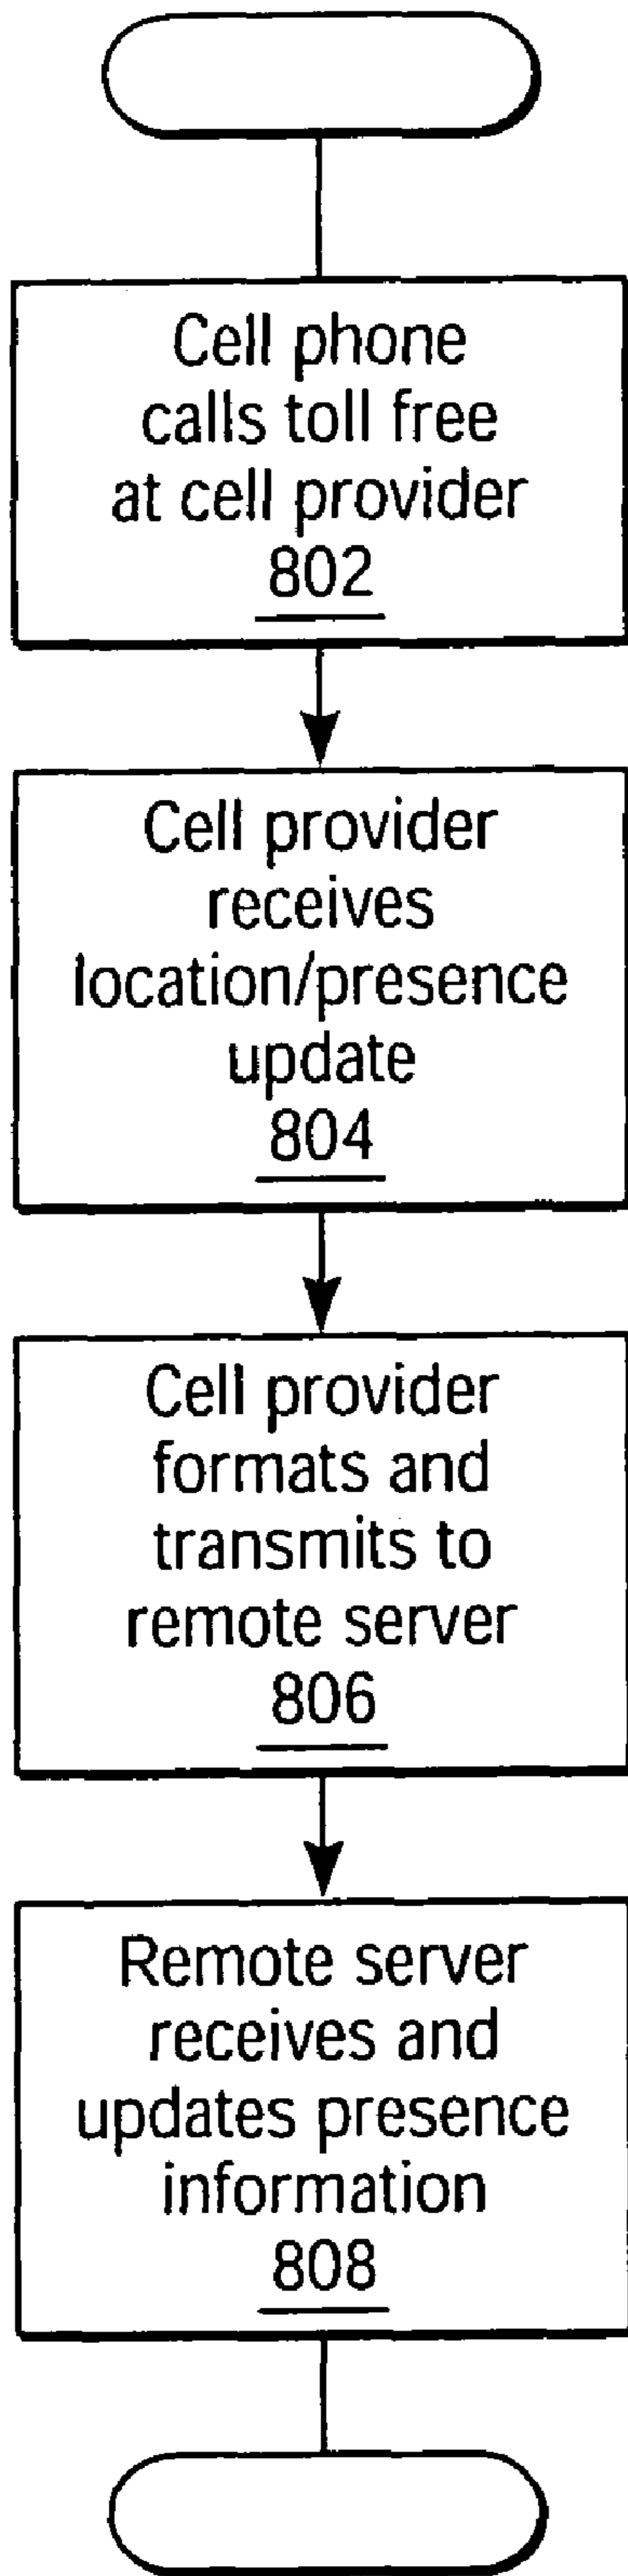 Cell phone
calls toll free
at cell provider
802
Cell provider
receives
location/presence
update
804
Cell provider
formats and
transmits to
remote server
806
Remote server
receives and
updates presence
information
808